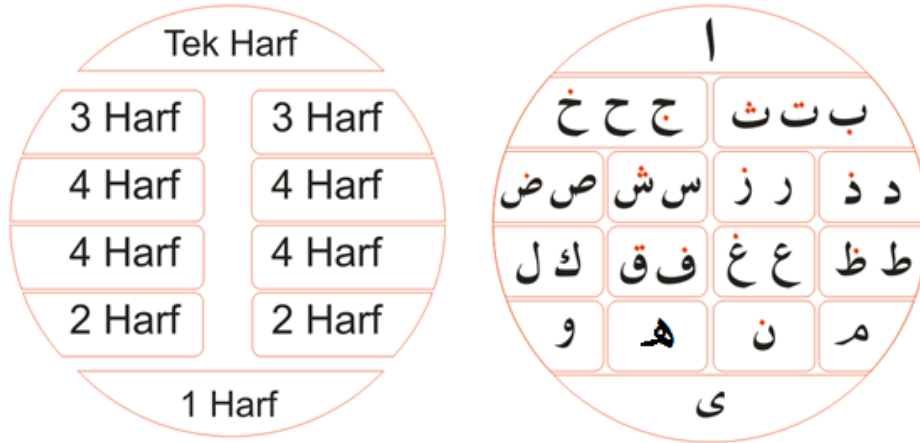 Tek Harf
3 Harf 3 Harf
4 Harf 4 Harf
4 Harf 4 Harf
2 Harf 2 Harf
1 Harf
ا
ب ت ث ج ح خ
د ذ ر ز س ش ص ض
ط ظ ع غ ف ق ك ل
م ن ه و
ى